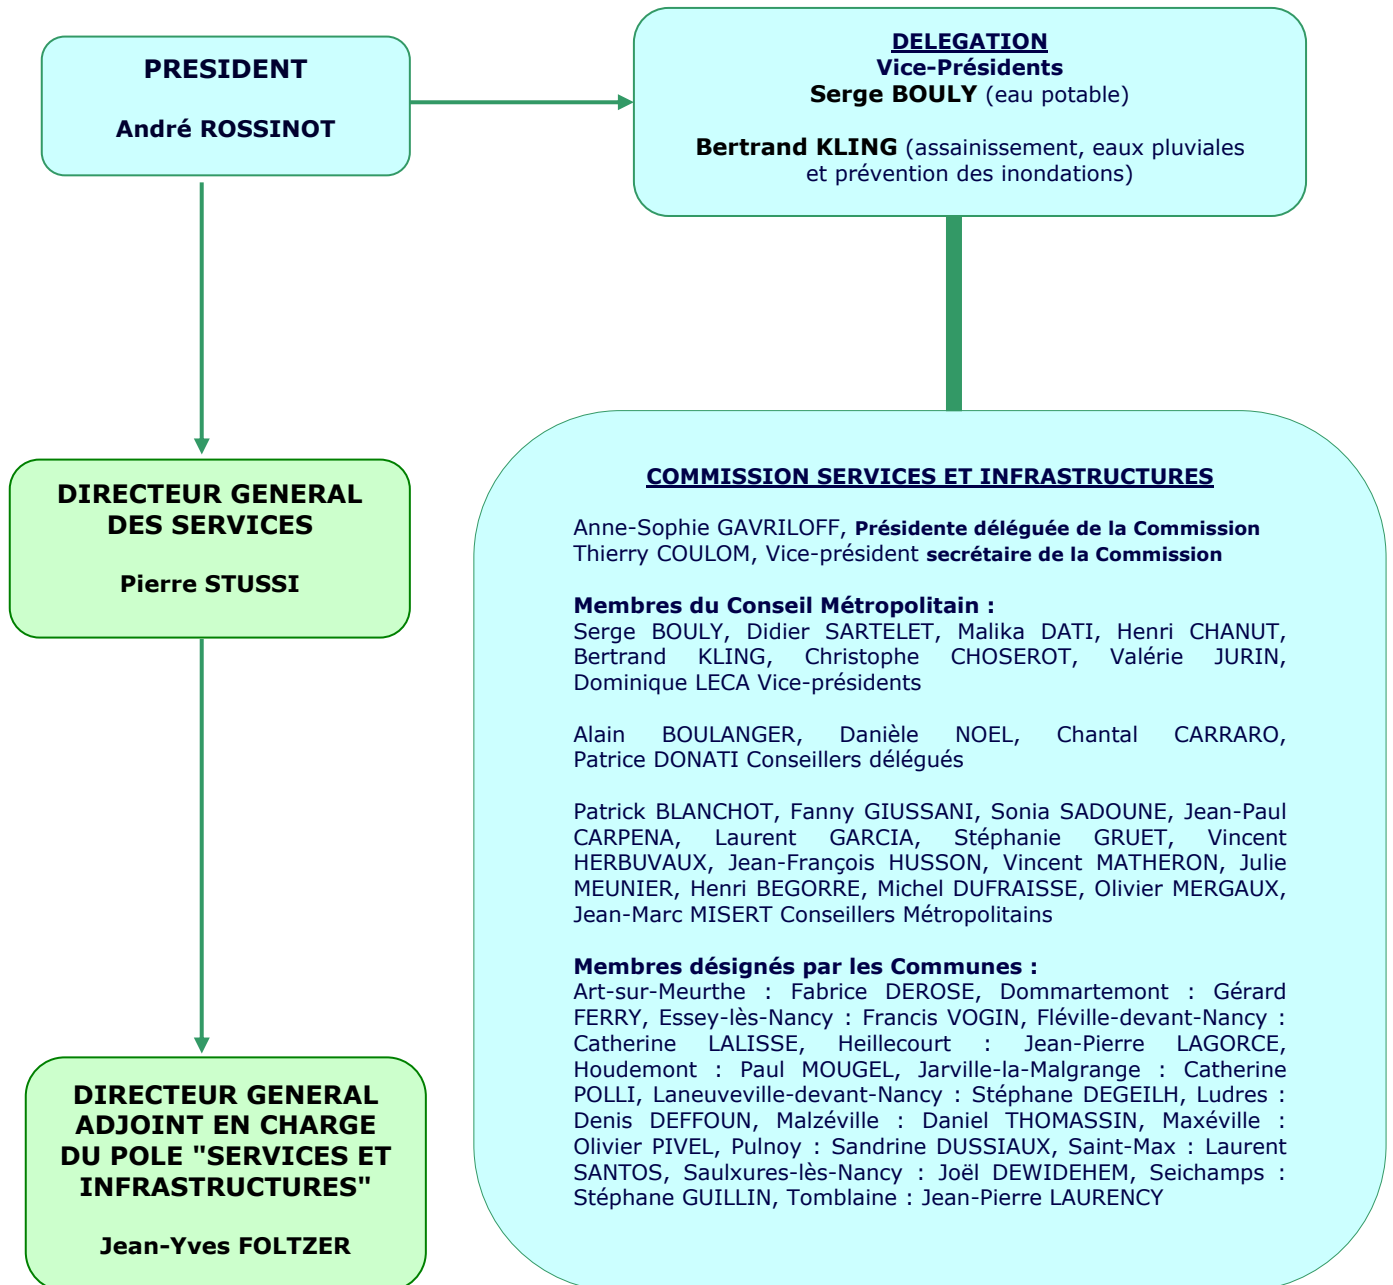 PRESIDENT
André ROSSINOT
DELEGATION
Vice-Présidents
Serge BOULY (eau potable)
Bertrand KLING (assainissement, eaux pluviales
et prévention des inondations)
DIRECTEUR GENERAL
DES SERVICES
Pierre STUSSI
COMMISSION SERVICES ET INFRASTRUCTURES
Anne-Sophie GAVRILOFF, Présidente déléguée de la Commission
Thierry COULOM, Vice-président secrétaire de la Commission
Membres du Conseil Métropolitain :
Serge BOULY, Didier SARTELET, Malika DATI, Henri CHANUT,
Bertrand KLING, Christophe CHOSEROT, Valérie JURIN,
Dominique LECA Vice-présidents
Alain BOULANGER, Danièle NOEL, Chantal CARRARO,
Patrice DONATI Conseillers délégués
Patrick BLANCHOT, Fanny GIUSSANI, Sonia SADOUNE, Jean-Paul
CARPENA, Laurent GARCIA, Stéphanie GRUET, Vincent
HERBUVAUX, Jean-François HUSSON, Vincent MATHERON, Julie
MEUNIER, Henri BEGORRE, Michel DUFRAISSE, Olivier MERGAUX,
Jean-Marc MISERT Conseillers Métropolitains
Membres désignés par les Communes :
Art-sur-Meurthe : Fabrice DEROSE, Dommartemont : Gérard
FERRY, Essey-lès-Nancy : Francis VOGIN, Fléville-devant-Nancy :
Catherine LALISSE, Heillecourt : Jean-Pierre LAGORCE,
Houdemont : Paul MOUGEL, Jarville-la-Malgrange : Catherine
POLLI, Laneuveville-devant-Nancy : Stéphane DEGEILH, Ludres :
Denis DEFFOUN, Malzéville : Daniel THOMASSIN, Maxéville :
Olivier PIVEL, Pulnoy : Sandrine DUSSIAUX, Saint-Max : Laurent
SANTOS, Saulxures-lès-Nancy : Joël DEWIDEHEM, Seichamps :
Stéphane GUILLIN, Tomblaine : Jean-Pierre LAURENCY
DIRECTEUR GENERAL
ADJOINT EN CHARGE
DU POLE "SERVICES ET
INFRASTRUCTURES"
Jean-Yves FOLTZER